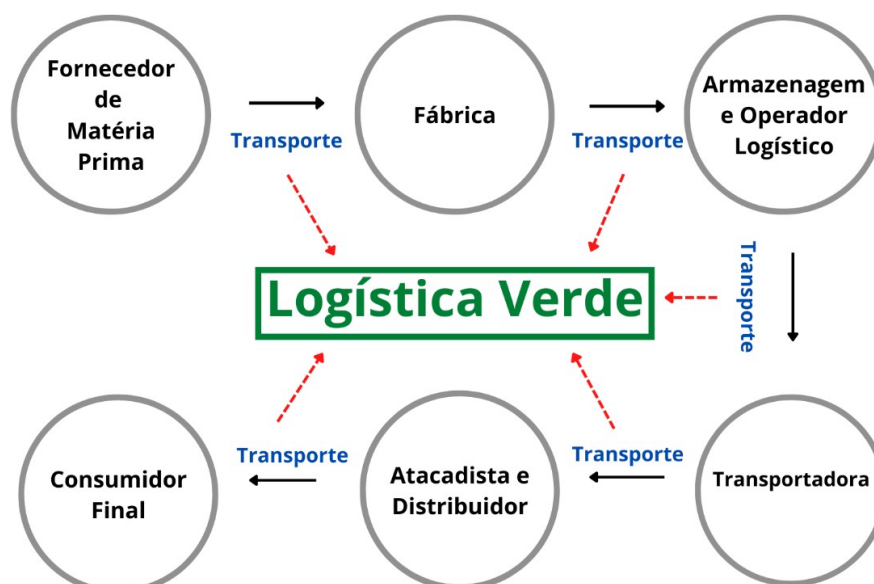 Fornecedor
de
Matéria
Prima
Transporte
Fábrica
Transporte
Armazenagem
e Operador
Logístico
Transporte
Logística Verde
Transportadora
Transporte
Atacadista e
Distribuidor
Transporte
Consumidor
Final